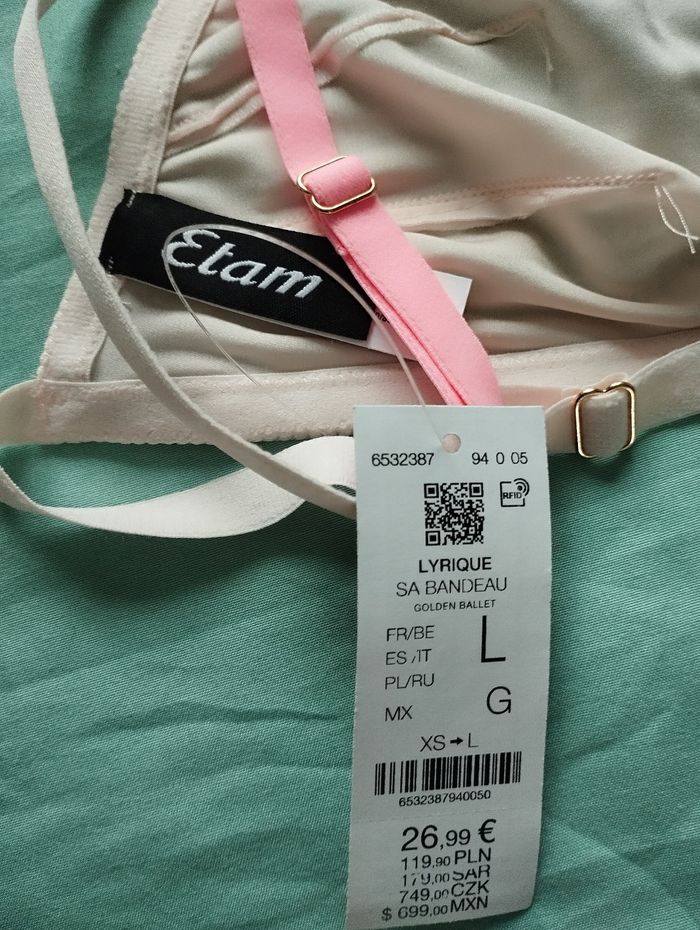 Etam
6532387 94 0 05
RFID
LYRIQUE
SA BANDEAU
GOLDEN BALLET
FR/BE
ES/IT
PL/RU
L
MX
G
XS➔L
6532387940050
26,99 €
119,90 PLN
179,00 SAR
749,00 CZK
$ 699,00 MXN